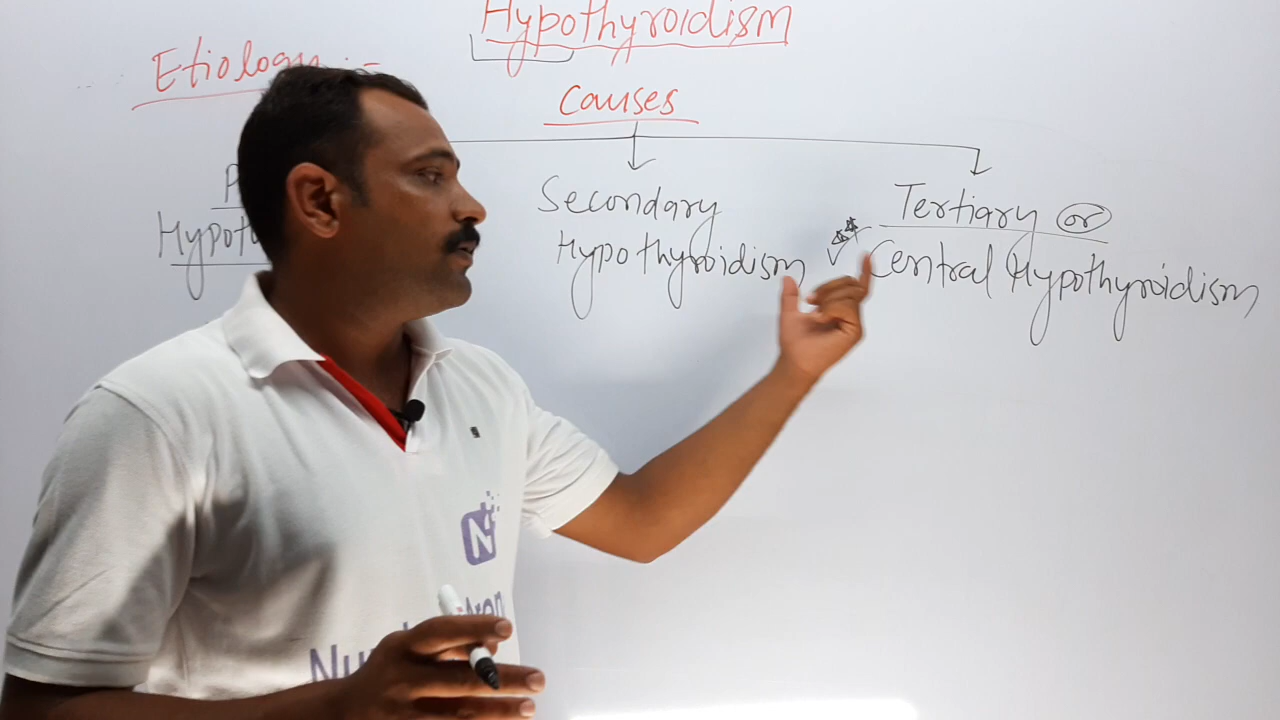 Hypothyroidism
Etiology :-
Causes
Secondary
Hypothyroidism
Tertiary or
Central Hypothyroidism
N